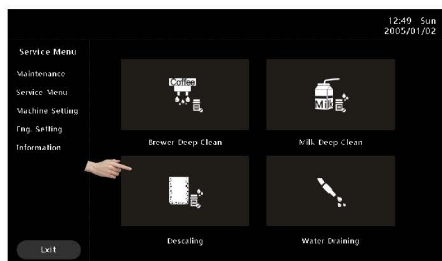 12:49 Sun
2005/01/02
Service Menu
Maintenance
Service Menu
Machine Setting
Eng. Setting
Information
Coffee
Brewer Deep Clean
Milk
Milk Deep Clean
Descaling
Water Draining
Exit